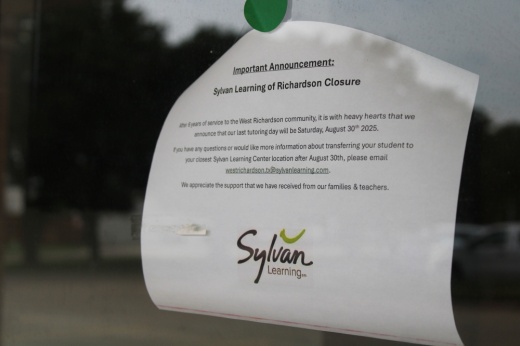 Important Announcement:
Sylvan Learning of Richardson Closure
years of service to the West Richardson community, it is with heavy hearts that we
announce that our last tutoring day will be Saturday, August 30th 2025.
If you have any questions or would like more information about transferring your student to
your closest Sylvan Learning Center location after August 30th, please email
westrichardson.tx@sylvanlearning.com.
We appreciate the support that we have received from our families & teachers.
Sylvan
Learning